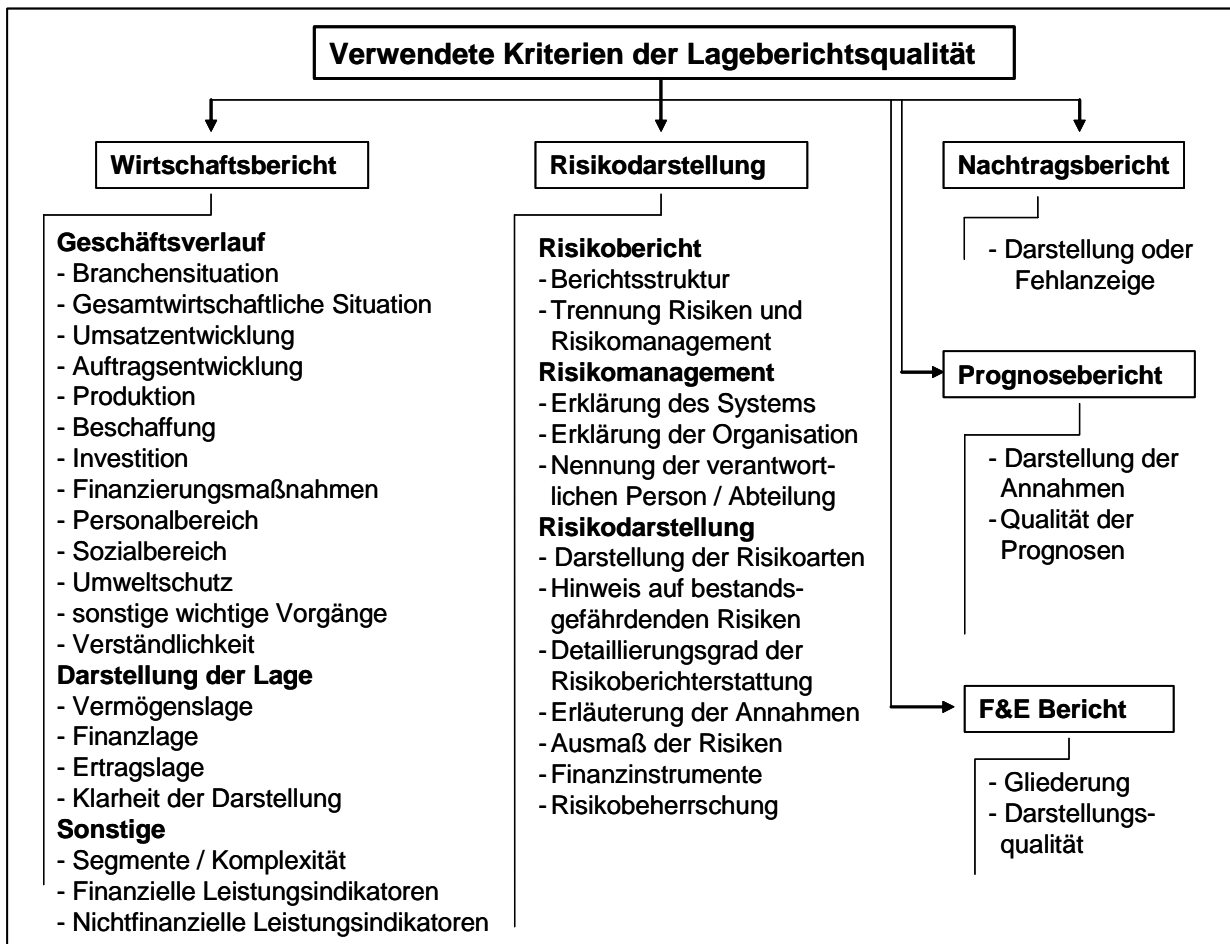 Verwendete Kriterien der Lageberichtsqualität
Wirtschaftsbericht
Geschäftsverlauf
- Branchensituation
- Gesamtwirtschaftliche Situation
- Umsatzentwicklung
- Auftragsentwicklung
- Produktion
- Beschaffung
- Investition
- Finanzierungsmaßnahmen
- Personalbereich
- Sozialbereich
- Umweltschutz
- sonstige wichtige Vorgänge
- Verständlichkeit
Darstellung der Lage
- Vermögenslage
- Finanzlage
- Ertragslage
- Klarheit der Darstellung
Sonstige
- Segmente / Komplexität
- Finanzielle Leistungsindikatoren
- Nichtfinanzielle Leistungsindikatoren
Risikodarstellung
Risikobericht
- Berichtsstruktur
- Trennung Risiken und
Risikomanagement
Risikomanagement
- Erklärung des Systems
- Erklärung der Organisation
- Nennung der verantwort-
lichen Person / Abteilung
Risikodarstellung
- Darstellung der Risikoarten
- Hinweis auf bestands-
gefährdenden Risiken
- Detaillierungsgrad der
Risikoberichterstattung
- Erläuterung der Annahmen
- Ausmaß der Risiken
- Finanzinstrumente
- Risikobeherrschung
Nachtragsbericht
- Darstellung oder
Fehlanzeige
Prognosebericht
- Darstellung der
Annahmen
- Qualität der
Prognosen
F&E Bericht
- Gliederung
- Darstellungs-
qualität